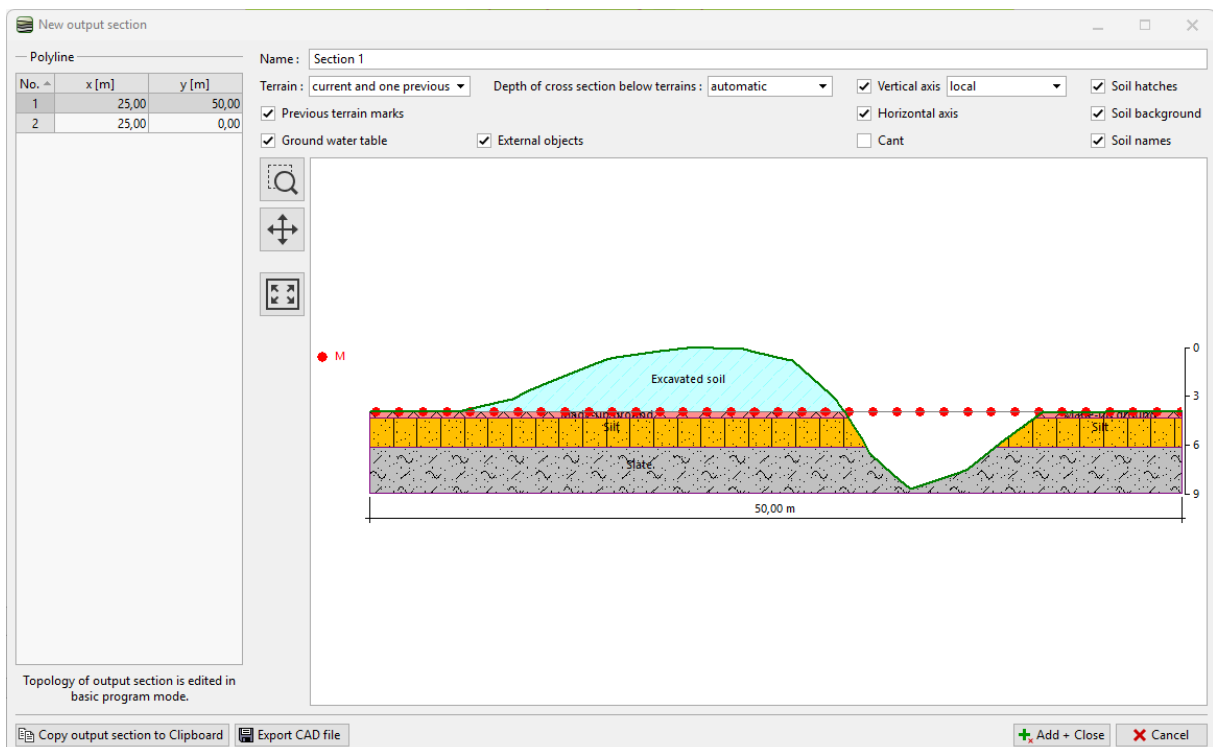 New output section
Polyline
No. x [m] y [m]
1 25,00 50,00
2 25,00 0,00
Topology of output section is edited in
basic program mode.
Name : Section 1
Terrain : current and one previous Depth of cross section below terrains : automatic Vertical axis local Soil hatches
Previous terrain marks Horizontal axis Soil background
Ground water table External objects Cant Soil names
M
Excavated soil
0
3
Silt
Silt
6
Slate
9
50,00 m
Copy output section to Clipboard Export CAD file Add + Close Cancel